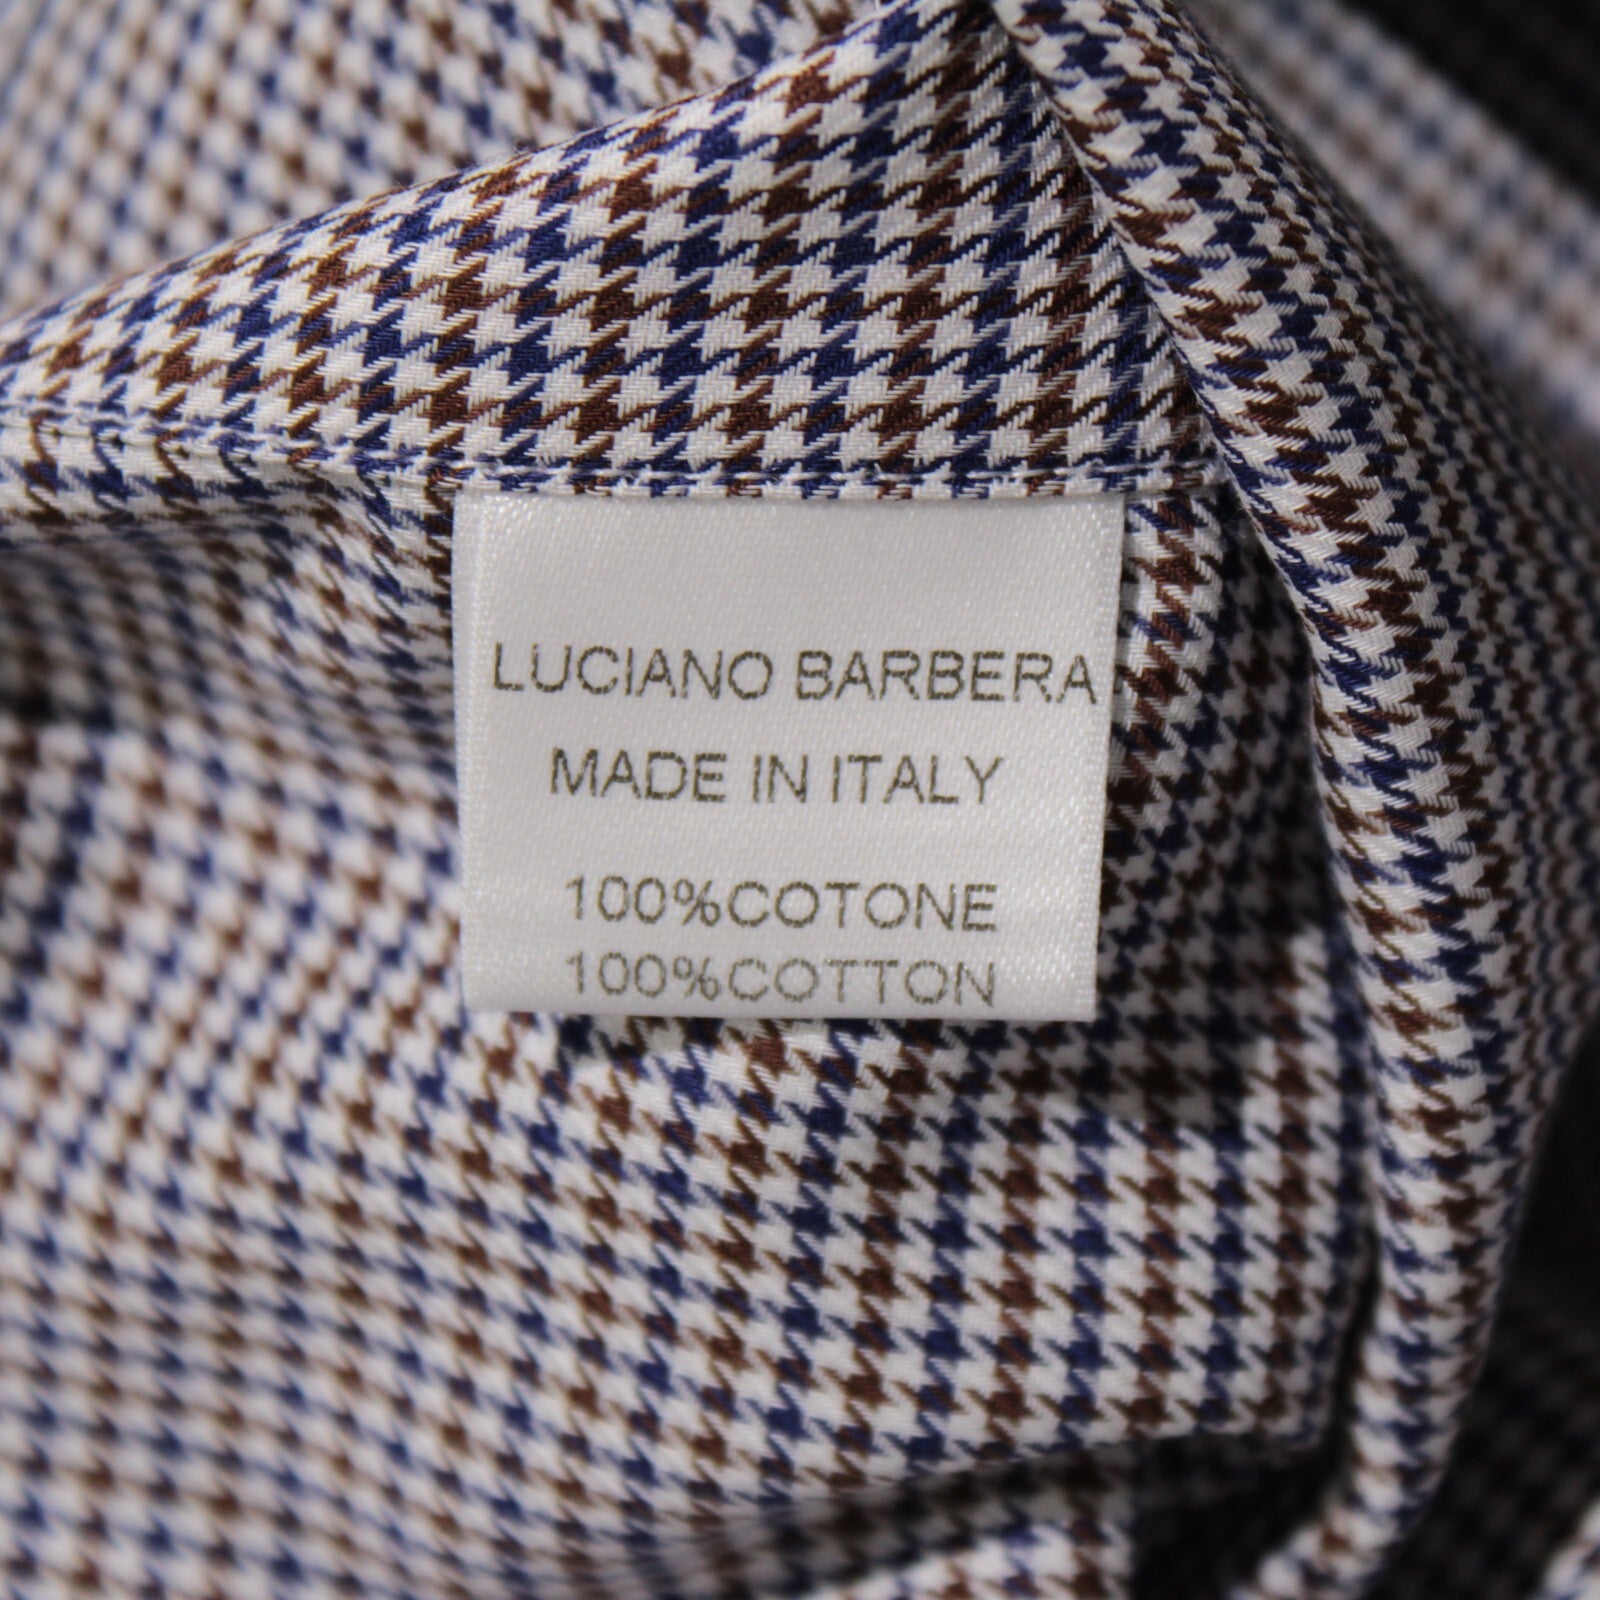 LUCIANO BARBERA
MADE IN ITALY
100%COTONE
100%COTTON